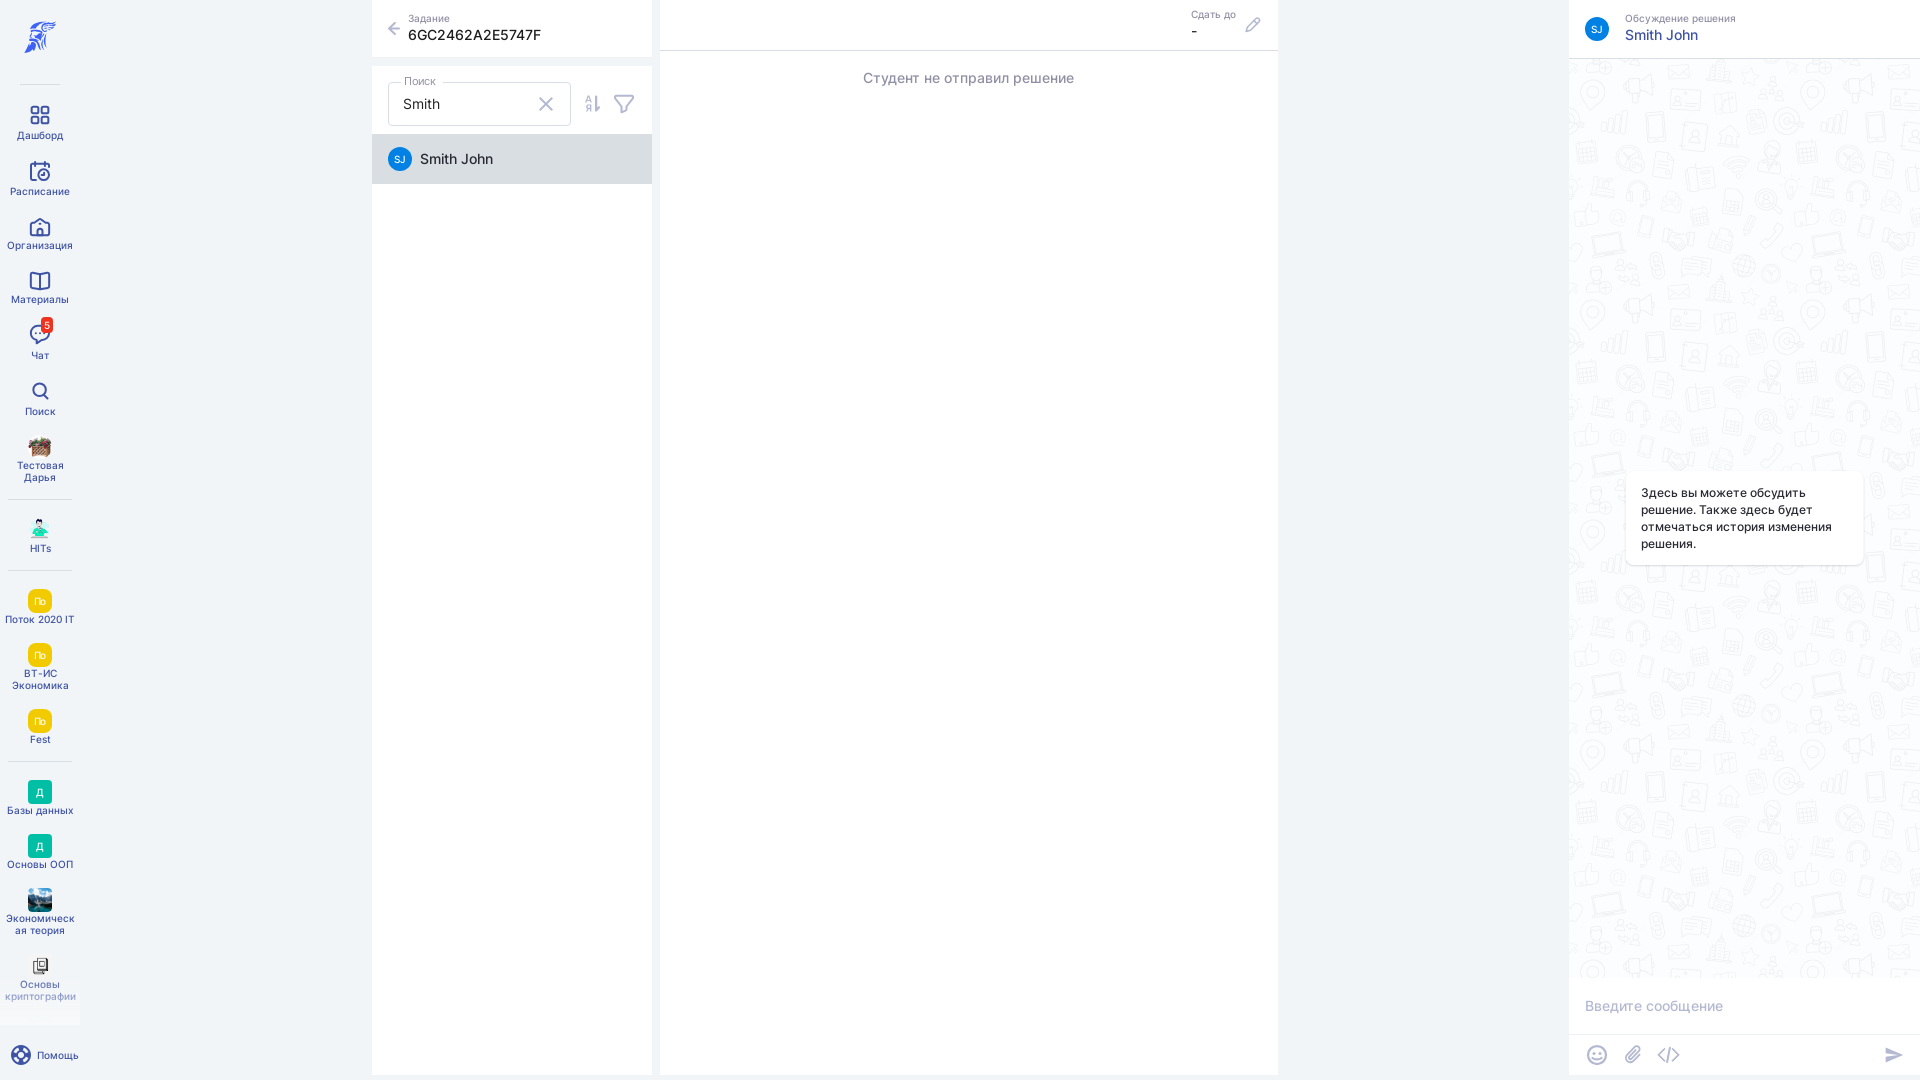 Дашборд
Расписание
Организация
Материалы
5
Чат
Поиск
Тестовая
Дарья
HITs
По
Поток 2020 IT
По
ВТ-ИС
Экономика
По
Fest
Д
Базы данных
Д
Основы ООП
Экономическ
ая теория
Основы
криптографии
Помощь
Задание
6GC2462A2E5747F
Поиск
Smith
А
Я
SJ
Smith John
Сдать до
-
Студент не отправил решение
SJ
Обсуждение решения
Smith John
Здесь вы можете обсудить
решение. Также здесь будет
отмечаться история изменения
решения.
Введите сообщение